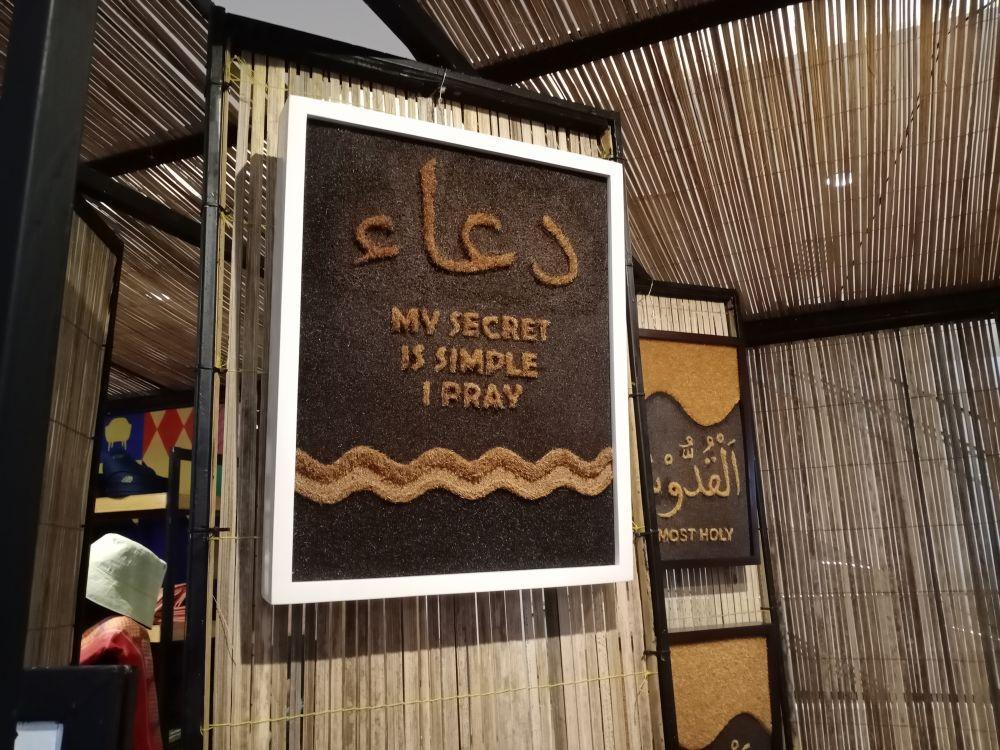 دعاء
MY SECRET
IS SIMPLE
I PRAY
MOST HOLY